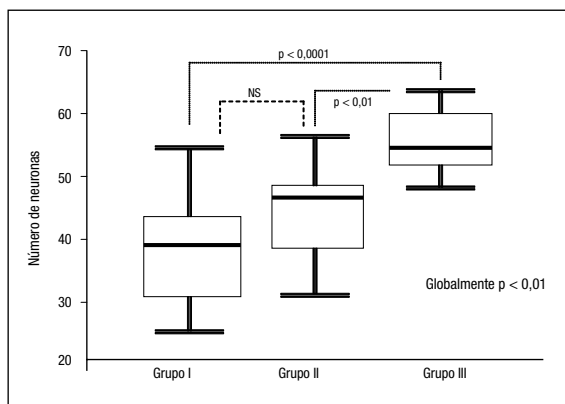 70
p < 0,0001
NS
p < 0,01
60
50
40
30
20
Número de neuronas
Globalmente p < 0,01
Grupo I
Grupo II
Grupo III